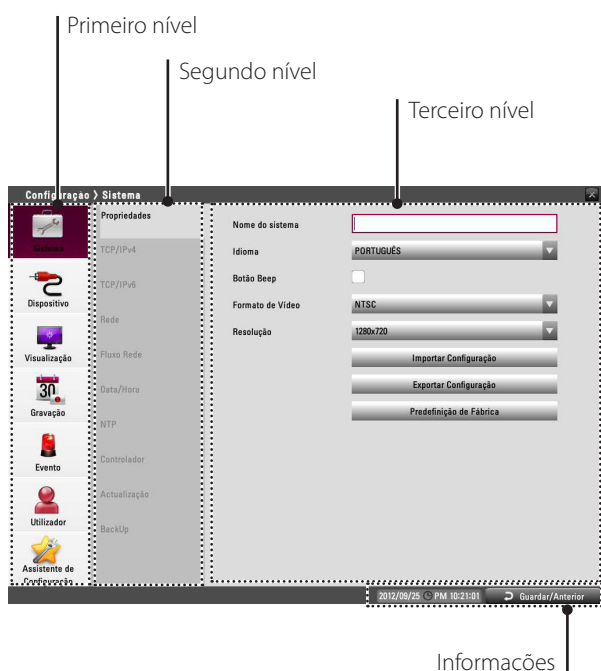 Primeiro nível
Segundo nível
Terceiro nível
Configuração > Sistema
Sistema
Dispositivo
Visualização
30
Gravação
Evento
Utilizador
Assistente de
Configuração
Propriedades
TCP/IPv4
TCP/IPv6
Rede
Fluxo Rede
Data/Hora
NTP
Controlador
Actualização
BackUp
Nome do sistema
Idioma PORTUGUÊS
Botão Beep
Formato de Vídeo NTSC
Resolução 1280x720
Importar Configuração
Exportar Configuração
Predefinição de Fábrica
2012/09/25 PM 10:21:01 Guardar/Anterior
Informações